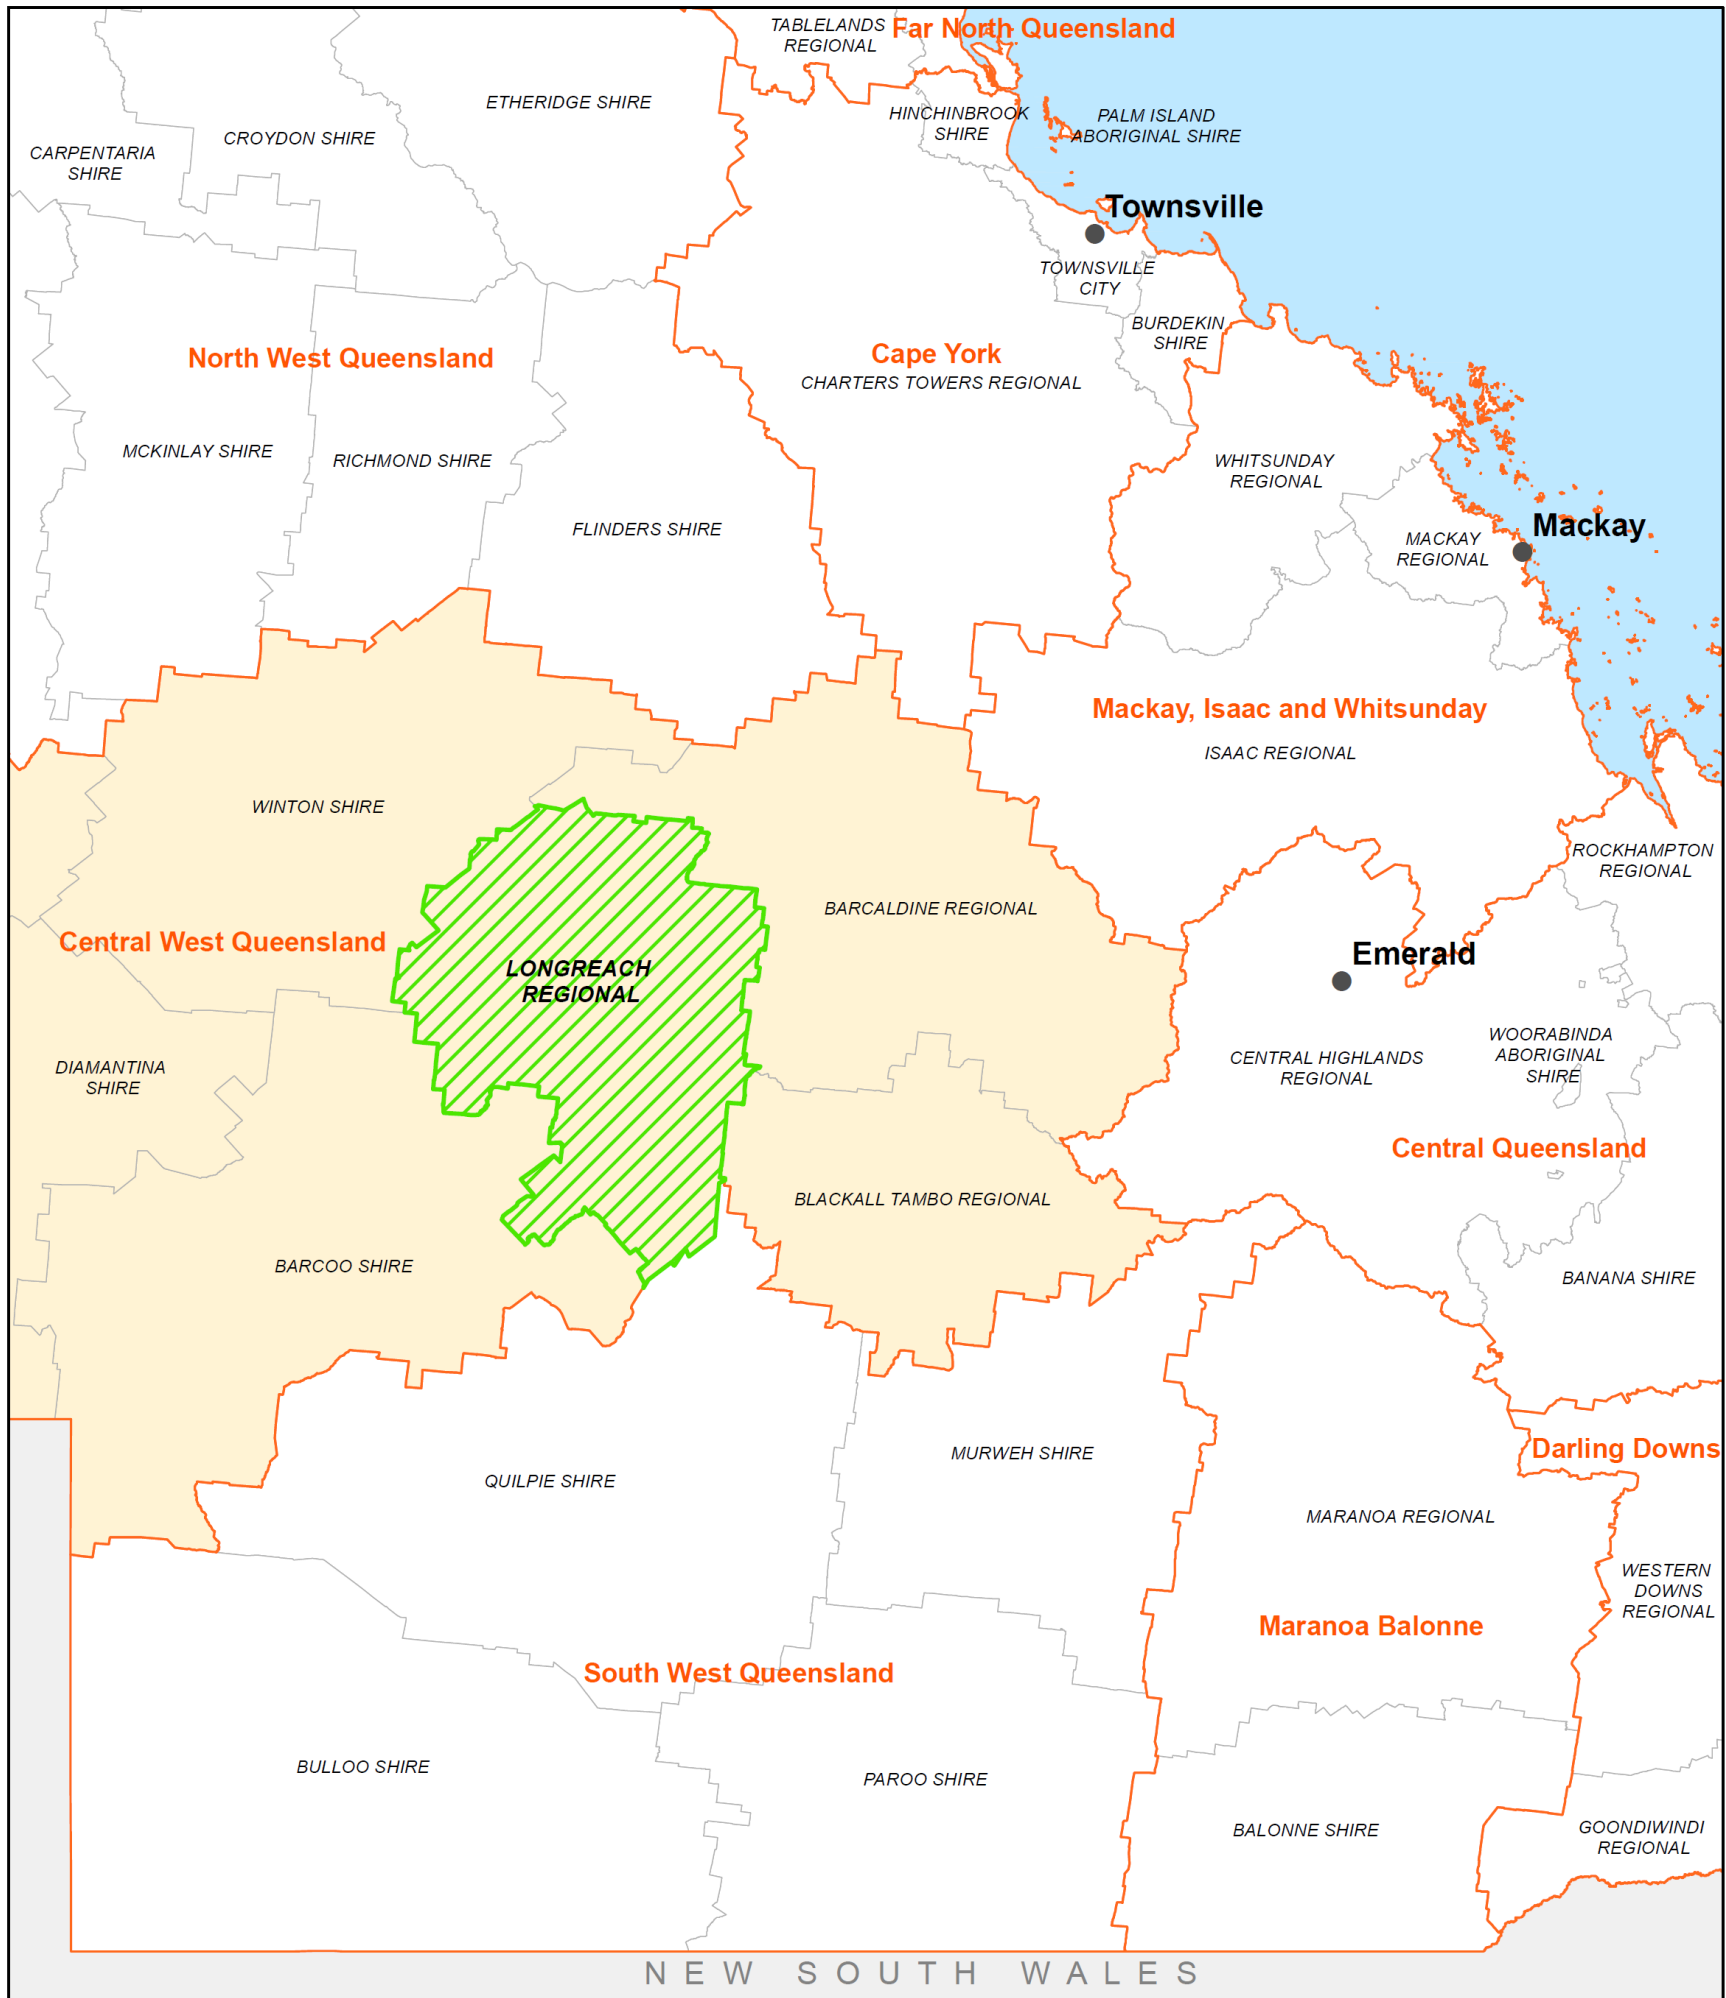 TABLELANDS
REGIONAL
Far North Queensland
ETHERIDGE SHIRE
HINCHINBROOK
SHIRE
PALM ISLAND
ABORIGINAL SHIRE
CROYDON SHIRE
CARPENTARIA
SHIRE
Townsville
TOWNSVILLE
CITY
BURDEKIN
SHIRE
North West Queensland
Cape York
CHARTERS TOWERS REGIONAL
MCKINLAY SHIRE
RICHMOND SHIRE
WHITSUNDAY
REGIONAL
FLINDERS SHIRE
Mackay
MACKAY
REGIONAL
Mackay, Isaac and Whitsunday
ISAAC REGIONAL
WINTON SHIRE
ROCKHAMPTON
REGIONAL
BARCALDINE REGIONAL
Central West Queensland
Emerald
LONGREACH
REGIONAL
WOORABINDA
ABORIGINAL
SHIRE
CENTRAL HIGHLANDS
REGIONAL
DIAMANTINA
SHIRE
Central Queensland
BLACKALL TAMBO REGIONAL
BARCOO SHIRE
BANANA SHIRE
Darling Downs
MURWEH SHIRE
QUILPIE SHIRE
MARANOA REGIONAL
WESTERN
DOWNS
REGIONAL
Maranoa Balonne
South West Queensland
BULLOO SHIRE
PAROO SHIRE
BALONNE SHIRE
GOONDIWINDI
REGIONAL
NEW SOUTH WALES